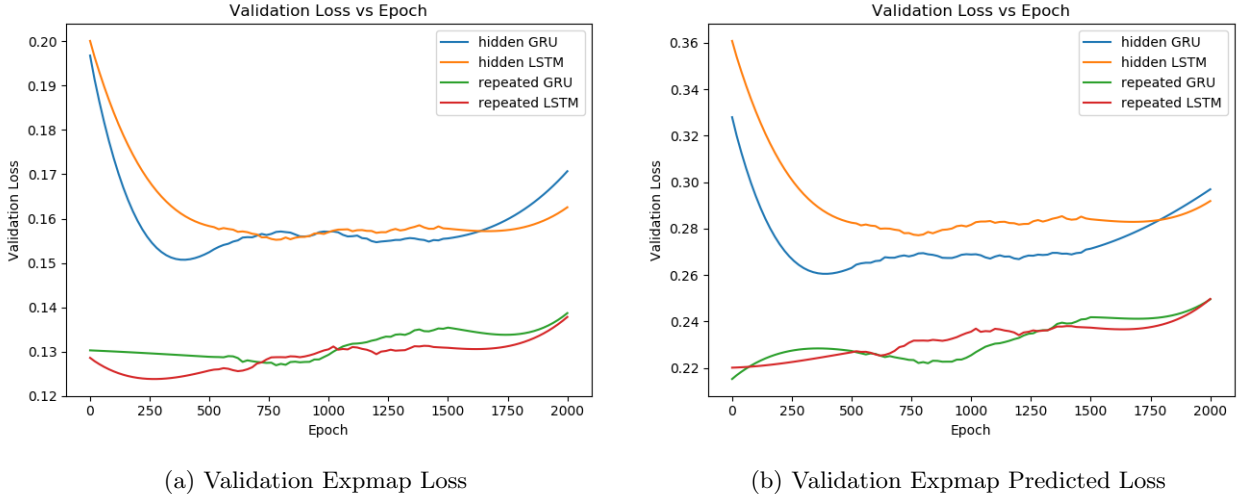 Validation Loss vs Epoch
0.20
0.19
0.18
0.17
0.16
0.15
0.14
0.13
0.12
Validation Loss
hidden GRU
hidden LSTM
repeated GRU
repeated LSTM
0 250 500 750 1000 1250 1500 1750 2000
Epoch
(a) Validation Expmap Loss
Validation Loss vs Epoch
0.36
0.34
0.32
0.30
0.28
0.26
0.24
0.22
Validation Loss
hidden GRU
hidden LSTM
repeated GRU
repeated LSTM
0 250 500 750 1000 1250 1500 1750 2000
Epoch
(b) Validation Expmap Predicted Loss